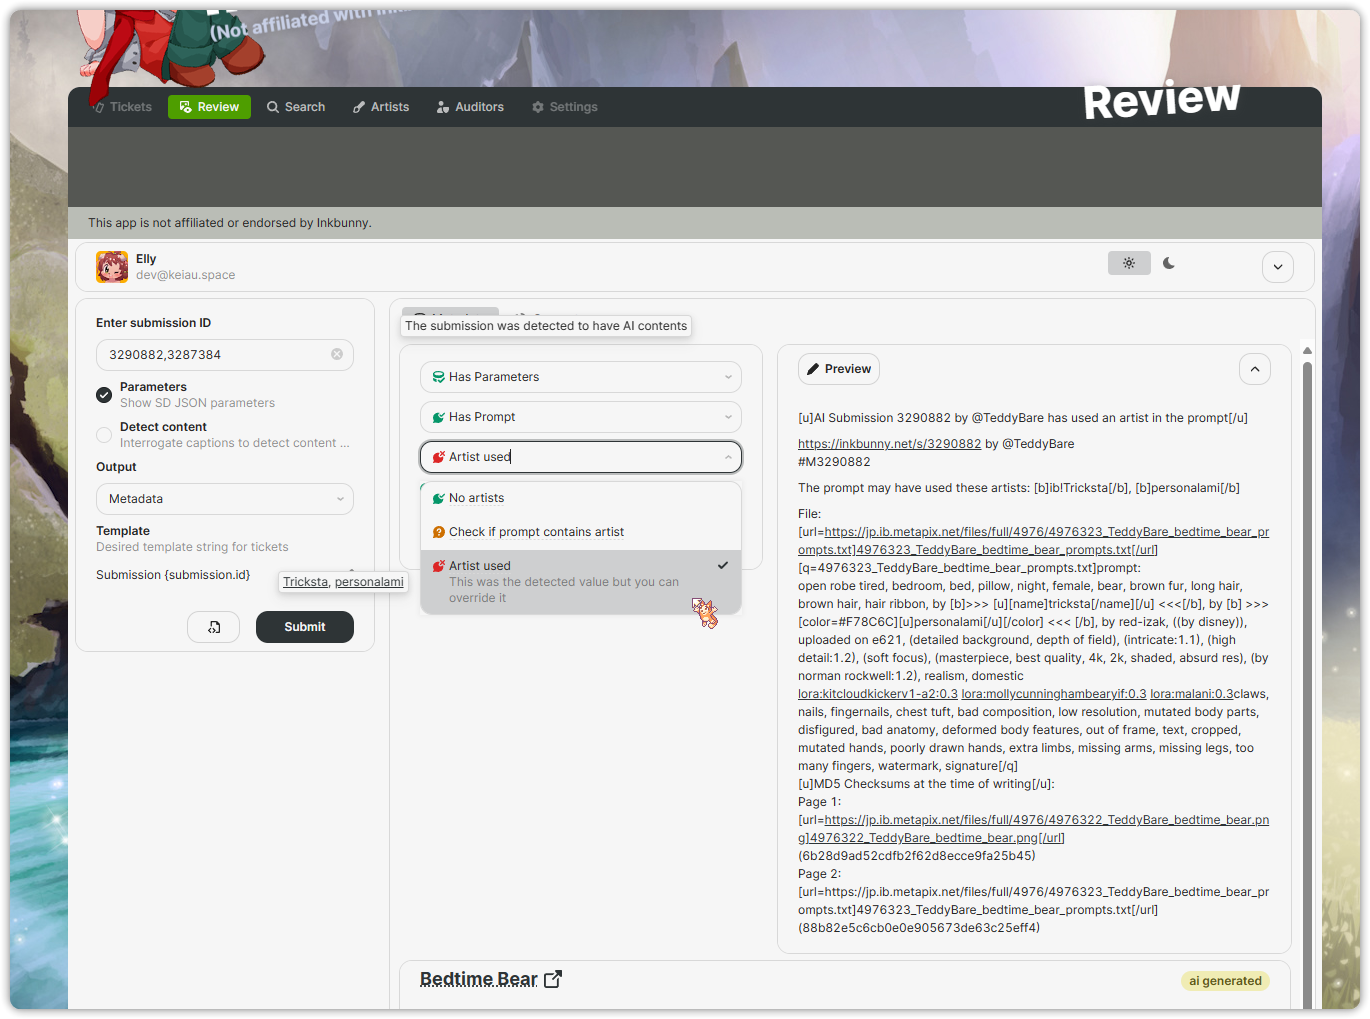 (Not affiliated with
Tickets
Review
Search
Artists
Auditors
Settings
Review
This app is not affiliated or endorsed by Inkbunny.
Elly
dev@keiau.space
Enter submission ID
3290882,3287384
Parameters
Show SD JSON parameters
Detect content
Interrogate captions to detect content ...
Output
Metadata
Template
Desired template string for tickets
Submission {submission.id}
Tricksta, personalami
Submit
The submission was detected to have AI contents
Has Parameters
Has Prompt
Artist used
No artists
Check if prompt contains artist
Artist used
This was the detected value but you can
override it
Preview
[u]AI Submission 3290882 by @TeddyBare has used an artist in the prompt[/u]
https://inkbunny.net/s/3290882 by @TeddyBare
#M3290882
The prompt may have used these artists: [b]ib!Tricksta[/b], [b]personalami[/b]
File:
[url=https://jp.ib.metapix.net/files/full/4976/4976323_TeddyBare_bedtime_bear_pr
ompts.txt]4976323_TeddyBare_bedtime_bear_prompts.txt[/url]
[q=4976323_TeddyBare_bedtime_bear_prompts.txt]prompt:
open robe tired, bedroom, bed, pillow, night, female, bear, brown fur, long hair,
brown hair, hair ribbon, by [b]>>> [u][name]tricksta[/name][/u] <<<[/b], by [b] >>>
[color=#F78C6C][u]personalami[/u][/color] <<< [/b], by red-izak, ((by disney)),
uploaded on e621, (detailed background, depth of field), (intricate:1.1), (high
detail:1.2), (soft focus), (masterpiece, best quality, 4k, 2k, shaded, absurd res), (by
norman rockwell:1.2), realism, domestic
lora:kitcloudkickerv1-a2:0.3 lora:mollycunninghambearyif:0.3 lora:malani:0.3claws,
nails, fingernails, chest tuft, bad composition, low resolution, mutated body parts,
disfigured, bad anatomy, deformed body features, out of frame, text, cropped,
mutated hands, poorly drawn hands, extra limbs, missing arms, missing legs, too
many fingers, watermark, signature[/q]
[u]MD5 Checksums at the time of writing[/u]:
Page 1:
[url=https://jp.ib.metapix.net/files/full/4976/4976322_TeddyBare_bedtime_bear.pn
g]4976322_TeddyBare_bedtime_bear.png[/url]
(6b28d9ad52cdfb2f62d8ecce9fa25b45)
Page 2:
[url=https://jp.ib.metapix.net/files/full/4976/4976323_TeddyBare_bedtime_bear_pr
ompts.txt]4976323_TeddyBare_bedtime_bear_prompts.txt[/url]
(88b82e5c6cb0e0e905673de63c25eff4)
Bedtime Bear
ai generated